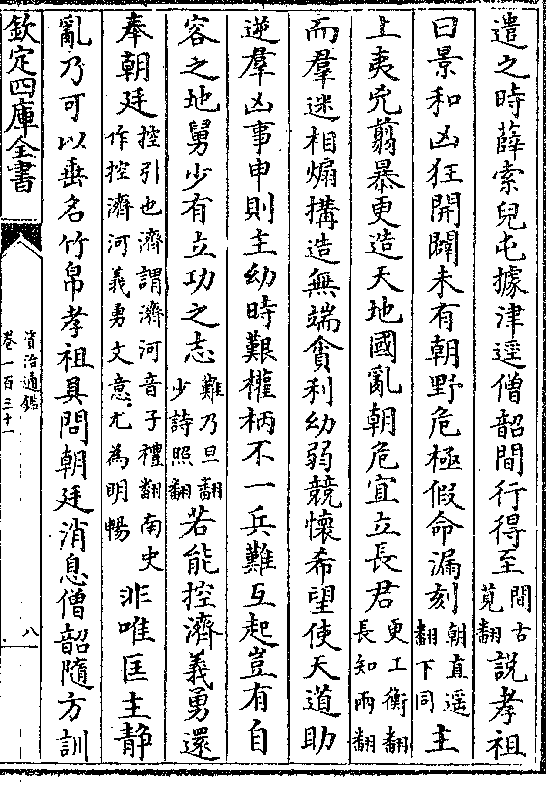 遣之時薛索兒屯據津逕僧韶間行得至間古莧翻說孝祖
曰景和凶狂開闢未有朝野危極假命漏刻朝直遥翻下同主
上夷兇翦暴更造天地國亂朝危宜立長君更工衡翻長知兩翻
而羣迷相煽搆造無端貪利幼弱競懷希望使天道助
逆羣凶事申則主幼時艱權柄不一兵難互起豈有自
容之地舅少有立功之志難乃旦翻少詩照翻若能控濟義勇還
奉朝廷控引也濟謂濟河音子禮翻南史作控濟河義勇文意尤為明暢非唯匡主静
亂乃可以垂名竹帛孝祖具問朝廷消息僧韶隨方訓
欽定四庫全書
資治通鑑
卷一百三十一
八